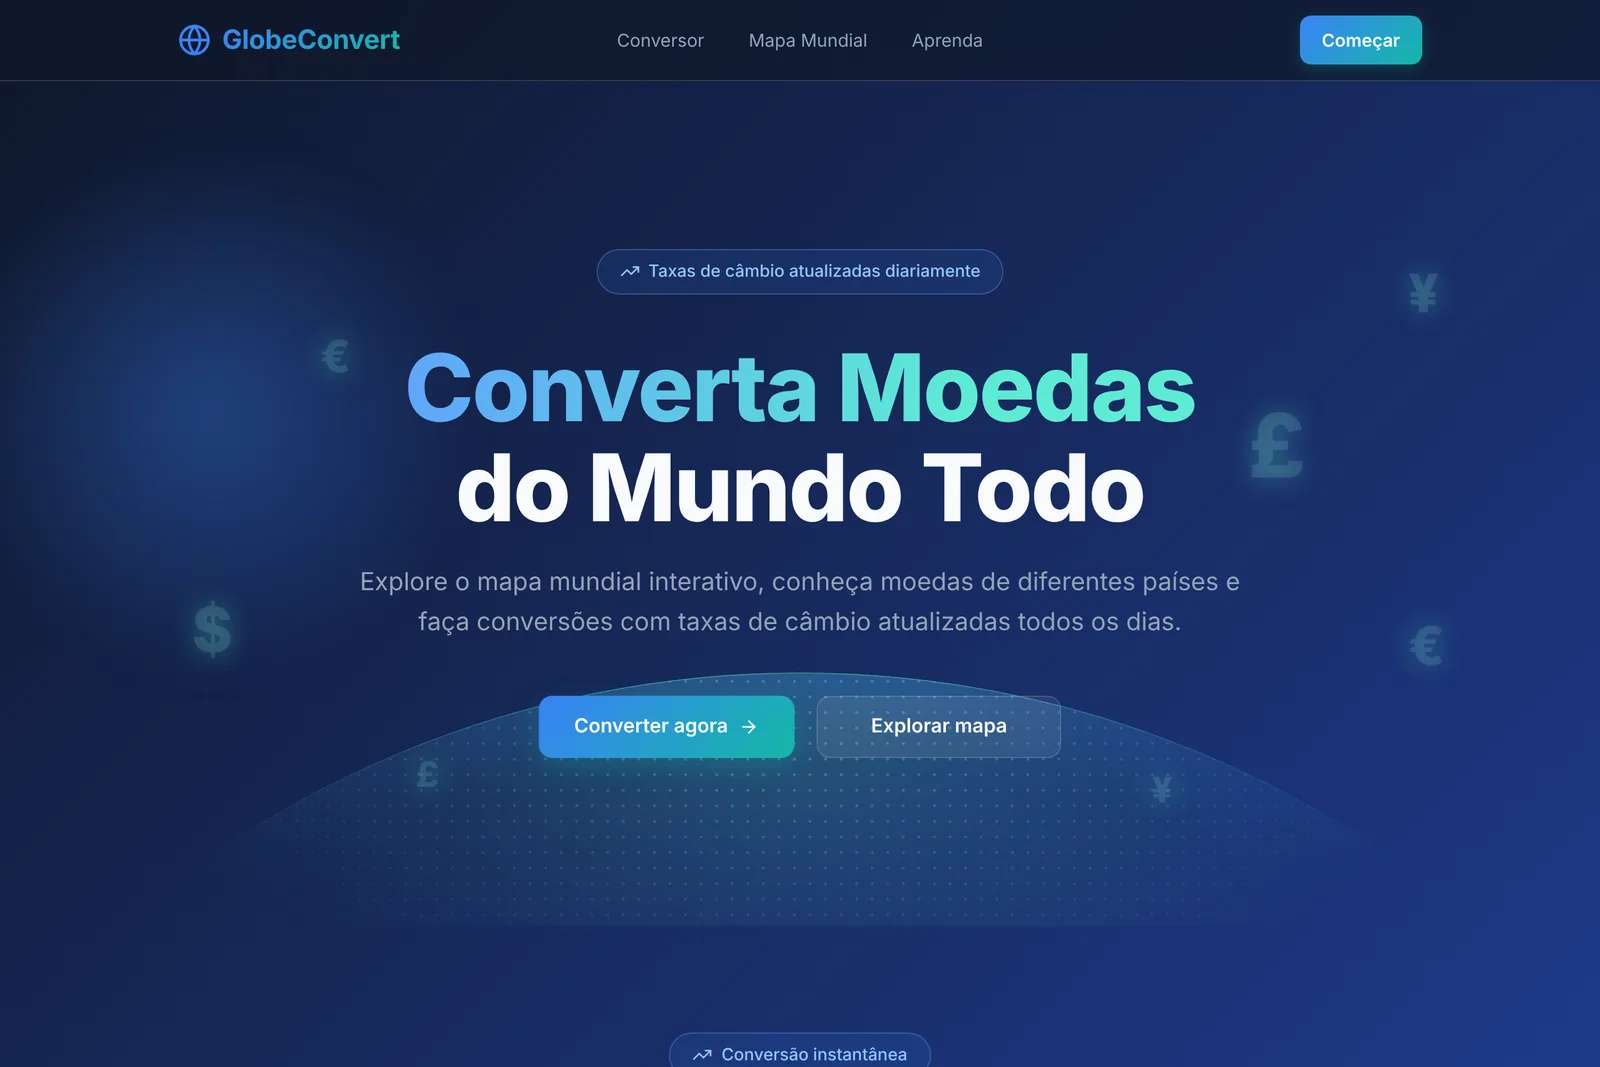 GlobeConvert
Conversor
Mapa Mundial
Aprenda
Começar
Taxas de câmbio atualizadas diariamente
¥
€
Converta Moedas
£
do Mundo Todo
Explore o mapa mundial interativo, conheça moedas de diferentes países e
faça conversões com taxas de câmbio atualizadas todos os dias.
$
€
Converter agora →
Explorar mapa
£
¥
Conversão instantânea